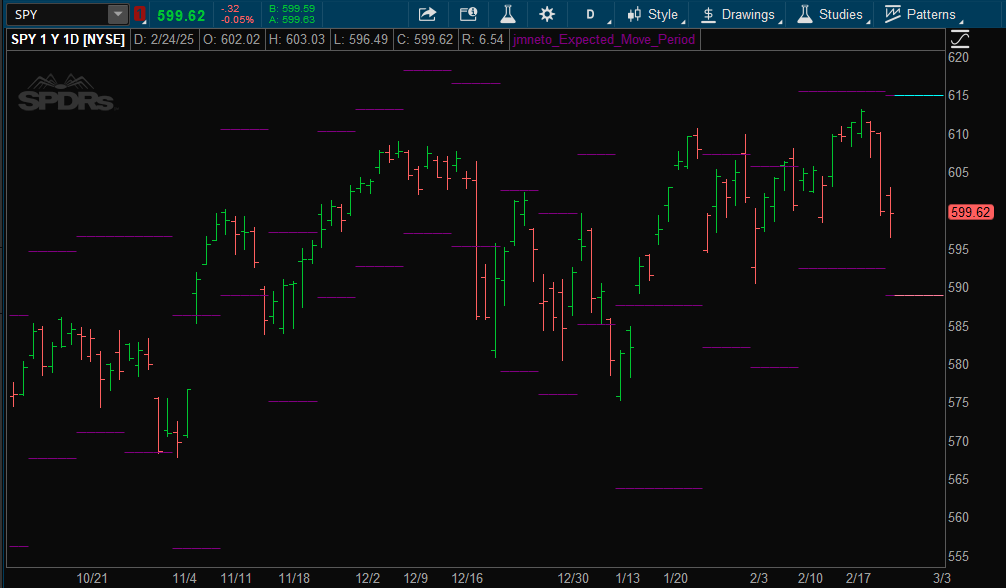 SPY 1 599.62 -.32 B: 599.59 D Style Drawings Studies Patterns
-0.05% A: 599.63
SPY 1 Y 1D [NYSE] D: 2/24/25 O: 602.02 H: 603.03 L: 596.49 C: 599.62 R: 6.54 jmneto_Expected_Move_Period
620
SPDRs
615
610
605
599.62
595
590
585
580
575
570
565
560
555
10/21 11/4 11/11 11/18 12/2 12/9 12/16 12/30 1/13 1/20 2/3 2/10 2/17 3/3